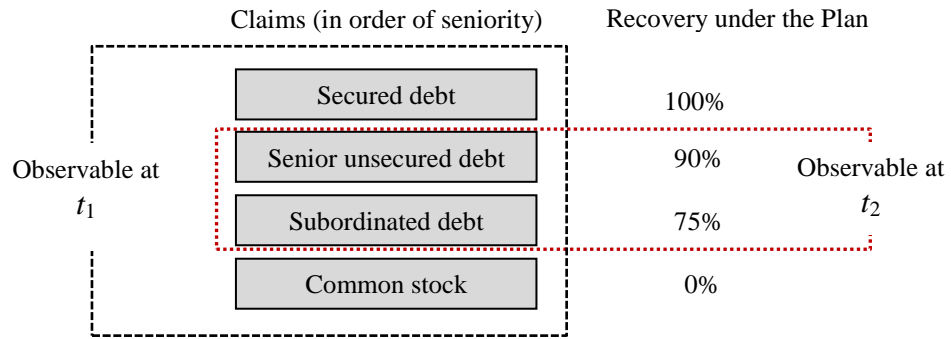 Claims (in order of seniority)
Recovery under the Plan
Secured debt
100%
Senior unsecured debt
90%
Observable at
t1
Observable at
t2
Subordinated debt
75%
Common stock
0%